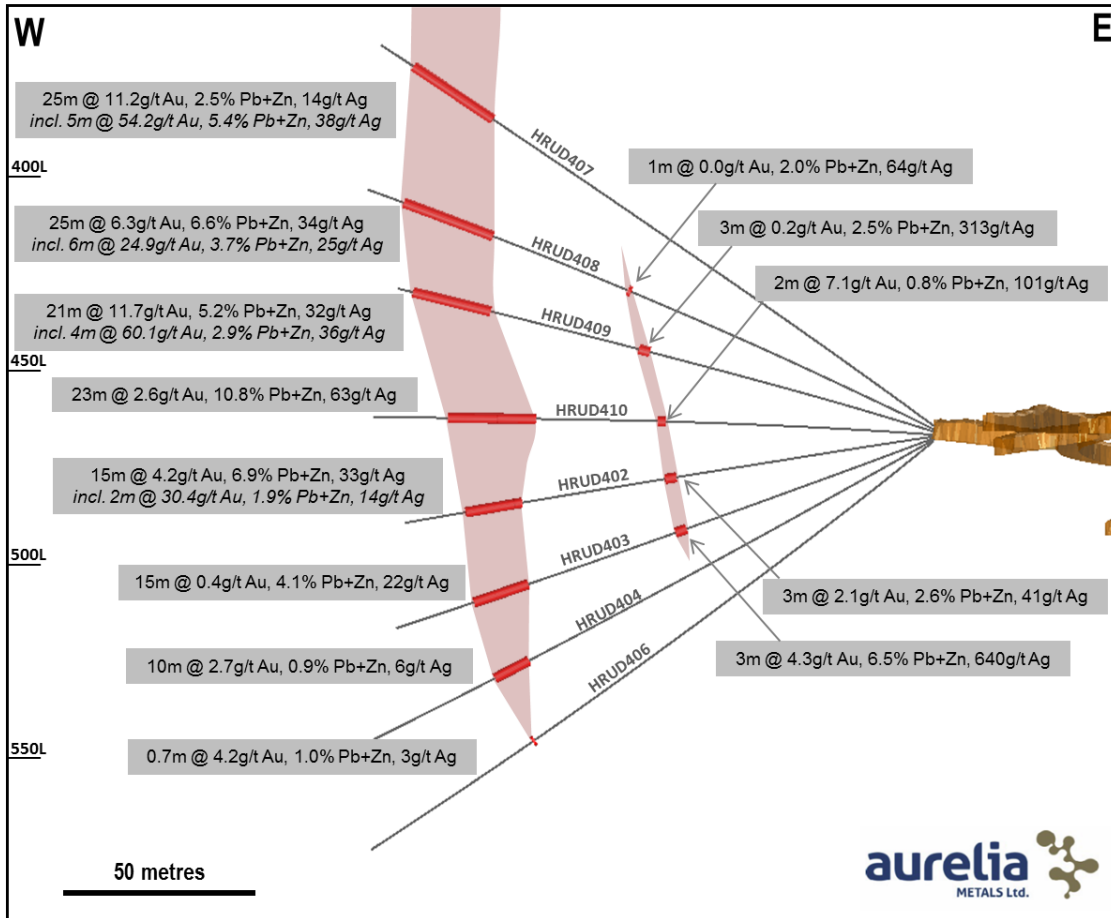 W
E
25m @ 11.2g/t Au, 2.5% Pb+Zn, 14g/t Ag
incl. 5m @ 54.2g/t Au, 5.4% Pb+Zn, 38g/t Ag
HRUD407
400L
1m @ 0.0g/t Au, 2.0% Pb+Zn, 64g/t Ag
25m @ 6.3g/t Au, 6.6% Pb+Zn, 34g/t Ag
incl. 6m @ 24.9g/t Au, 3.7% Pb+Zn, 25g/t Ag
3m @ 0.2g/t Au, 2.5% Pb+Zn, 313g/t Ag
HRUD408
2m @ 7.1g/t Au, 0.8% Pb+Zn, 101g/t Ag
21m @ 11.7g/t Au, 5.2% Pb+Zn, 32g/t Ag
incl. 4m @ 60.1g/t Au, 2.9% Pb+Zn, 36g/t Ag
HRUD409
450L
23m @ 2.6g/t Au, 10.8% Pb+Zn, 63g/t Ag
HRUD410
15m @ 4.2g/t Au, 6.9% Pb+Zn, 33g/t Ag
incl. 2m @ 30.4g/t Au, 1.9% Pb+Zn, 14g/t Ag
HRUD402
500L
HRUD403
15m @ 0.4g/t Au, 4.1% Pb+Zn, 22g/t Ag
3m @ 2.1g/t Au, 2.6% Pb+Zn, 41g/t Ag
HRUD404
10m @ 2.7g/t Au, 0.9% Pb+Zn, 6g/t Ag
3m @ 4.3g/t Au, 6.5% Pb+Zn, 640g/t Ag
HRUD406
550L
0.7m @ 4.2g/t Au, 1.0% Pb+Zn, 3g/t Ag
50 metres
aurelia
METALS Ltd.